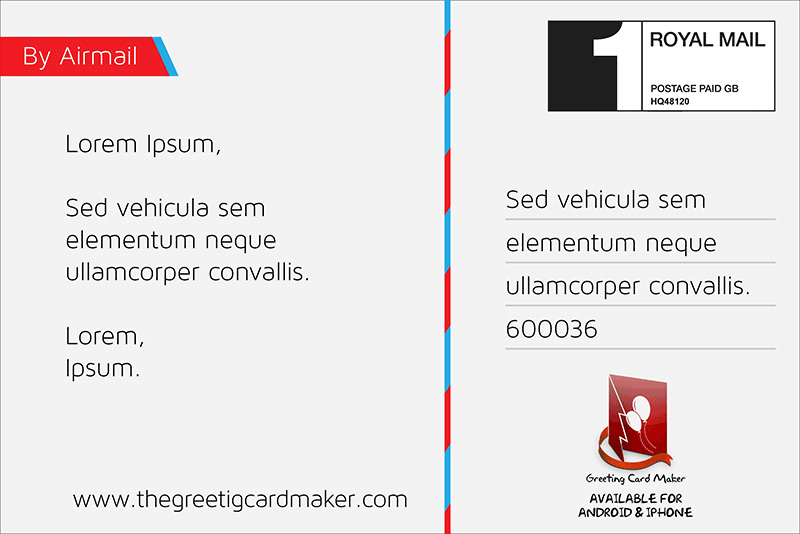 By Airmail
Lorem Ipsum,
Sed vehicula sem
elementum neque
ullamcorper convallis.
Lorem,
Ipsum.
www.thegreetigcardmaker.com
1
ROYAL MAIL
POSTAGE PAID GB
HQ48120
Sed vehicula sem
elementum neque
ullamcorper convallis.
600036
Greeting Card Maker
AVAILABLE FOR
ANDROID & IPHONE